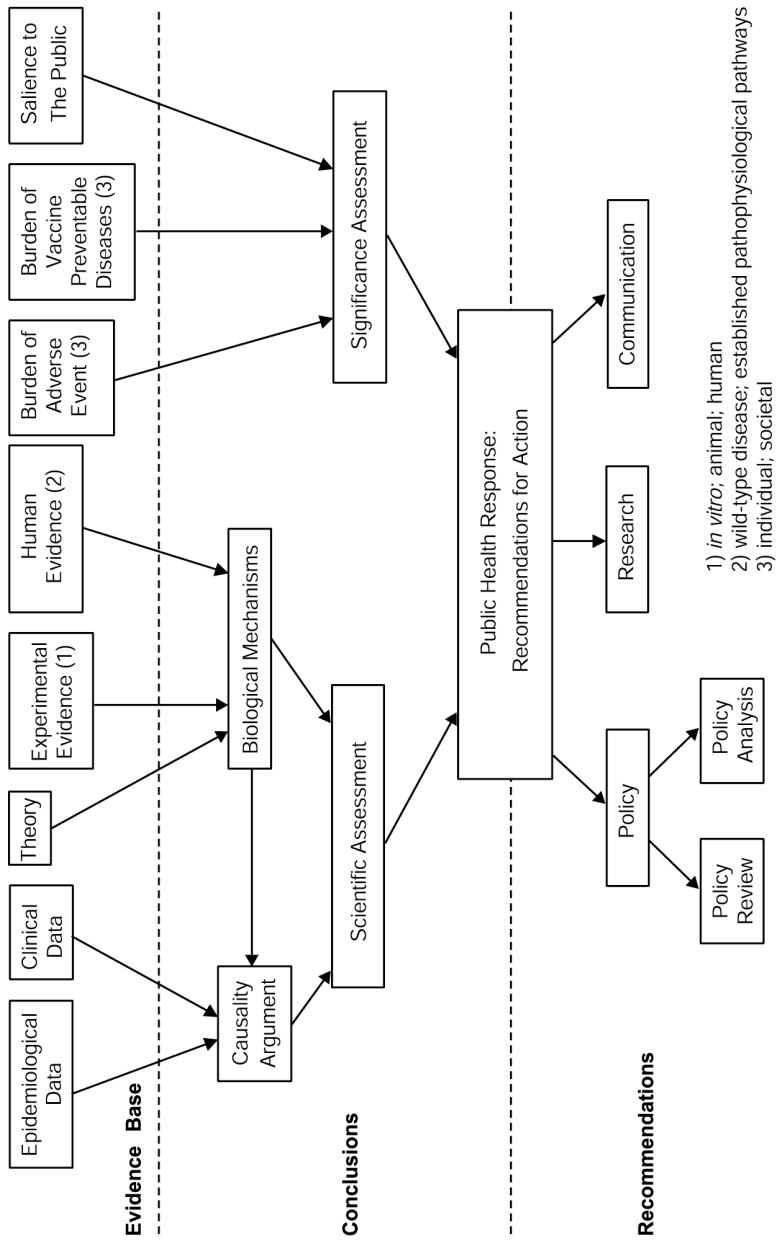 Epidemiological
Data
Clinical
Data
Theory
Experimental
Evidence (1)
Human
Evidence (2)
Burden of
Adverse
Event (3)
Burden of
Vaccine
Preventable
Diseases (3)
Salience to
The Public
Evidence Base
Causality
Argument
Biological Mechanisms
Conclusions
Scientific Assessment
Significance Assessment
Public Health Response:
Recommendations for Action
Recommendations
Policy
Research
Communication
Policy
Review
Policy
Analysis
1) in vitro; animal; human
2) wild-type disease; established pathophysiological pathways
3) individual; societal